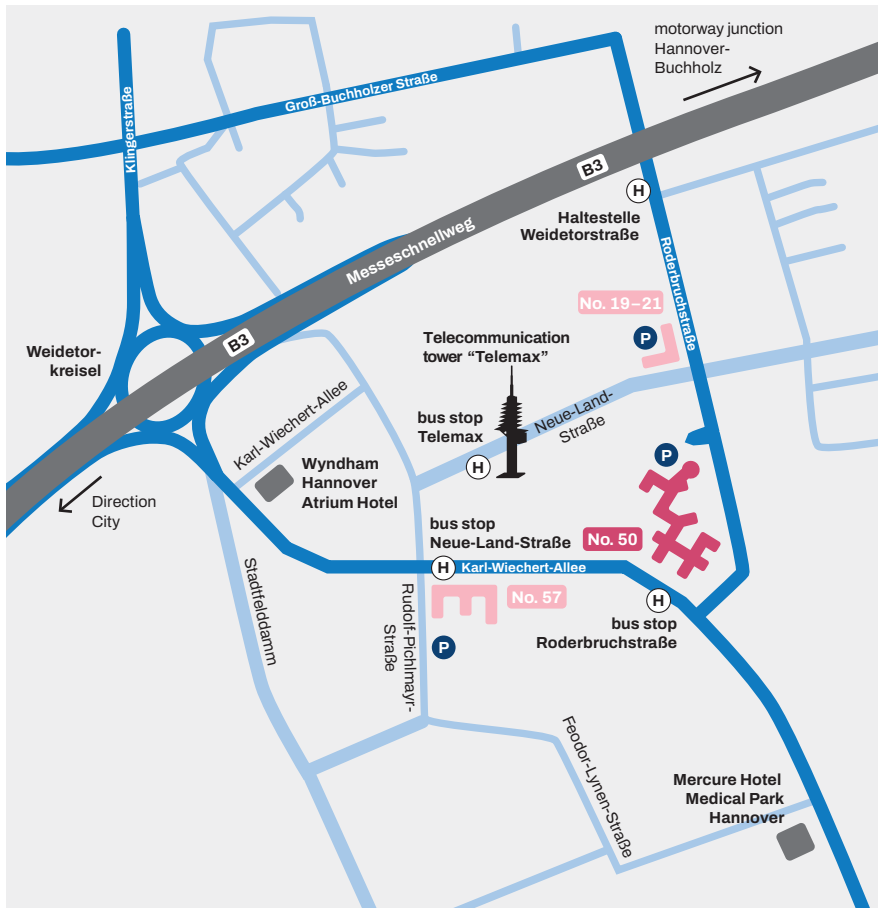 motorway junction
Hannover-
Buchholz
Klingerstraße
Groß-Buchholzer Straße
B3
H
Haltestelle
Weidetorstraße
Messeschnellweg
Roderbruchstraße
No. 19–21
P
B3
Weidetor-
kreisel
Telecommunication
tower “Telemax”
Karl-Wiechert-Allee
bus stop
Telemax
H
Neue-Land-
Straße
P
Wyndham
Hannover
Atrium Hotel
Direction
City
bus stop
Neue-Land-Straße
No. 50
H
Karl-Wiechert-Allee
Stadtfelddamm
Rudolf-Pichlmayr-
Straße
No. 57
H
bus stop
Roderbruchstraße
P
Feodor-Lynen-Straße
Mercure Hotel
Medical Park
Hannover